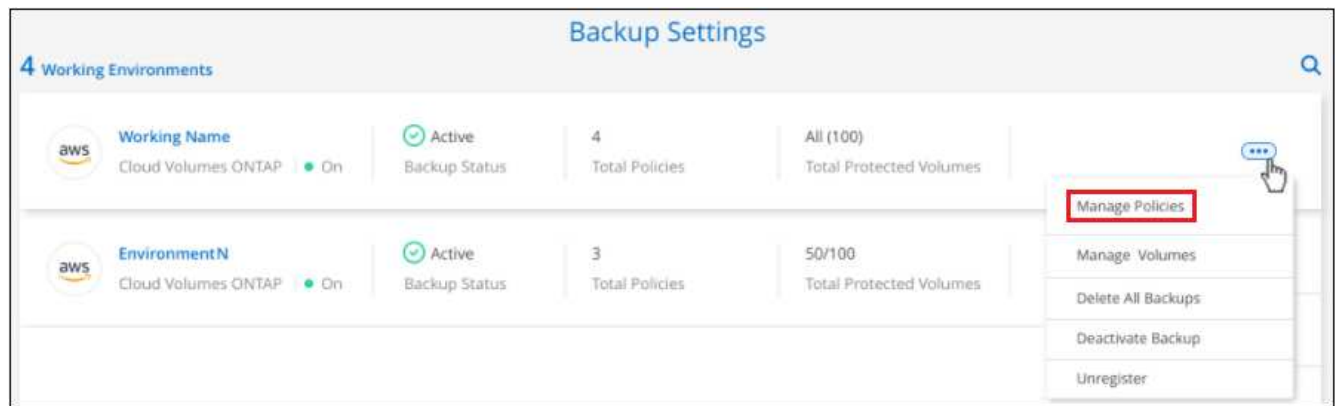 Backup Settings
4 Working Environments
aws
Working Name
Cloud Volumes ONTAP
On
Active
Backup Status
4
Total Policies
All (100)
Total Protected Volumes
Manage Policies
Manage Volumes
Delete All Backups
Deactivate Backup
Unregister
aws
EnvironmentN
Cloud Volumes ONTAP
On
Active
Backup Status
3
Total Policies
50/100
Total Protected Volumes